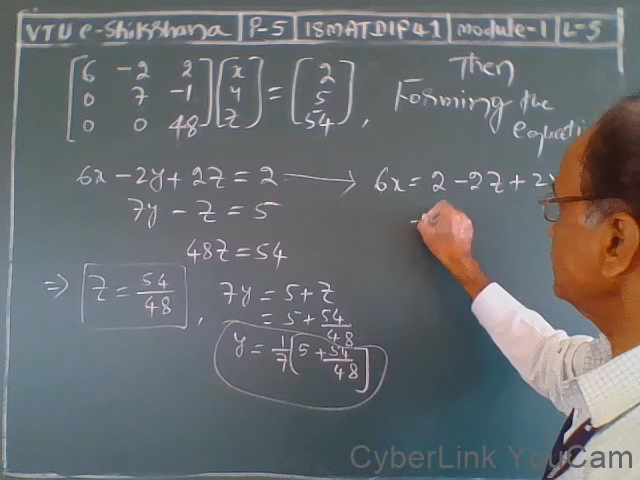 VTU e-Shikshana P-5 18MATDIP41 Module-1 L-5
[6 -2 2] [x] = [2]
[0 7 -1] [y] [5]
[0 0 48] [z] [54],
Then
Forming the
6x - 2y + 2z = 2 → 6x = 2 - 2z + 2y
7y - z = 5
48z = 54
⇒ z = 54/48,
7y = 5 + z
= 5 + 54/48
y = 1/7 [5 + 54/48]
CyberLink YouCam